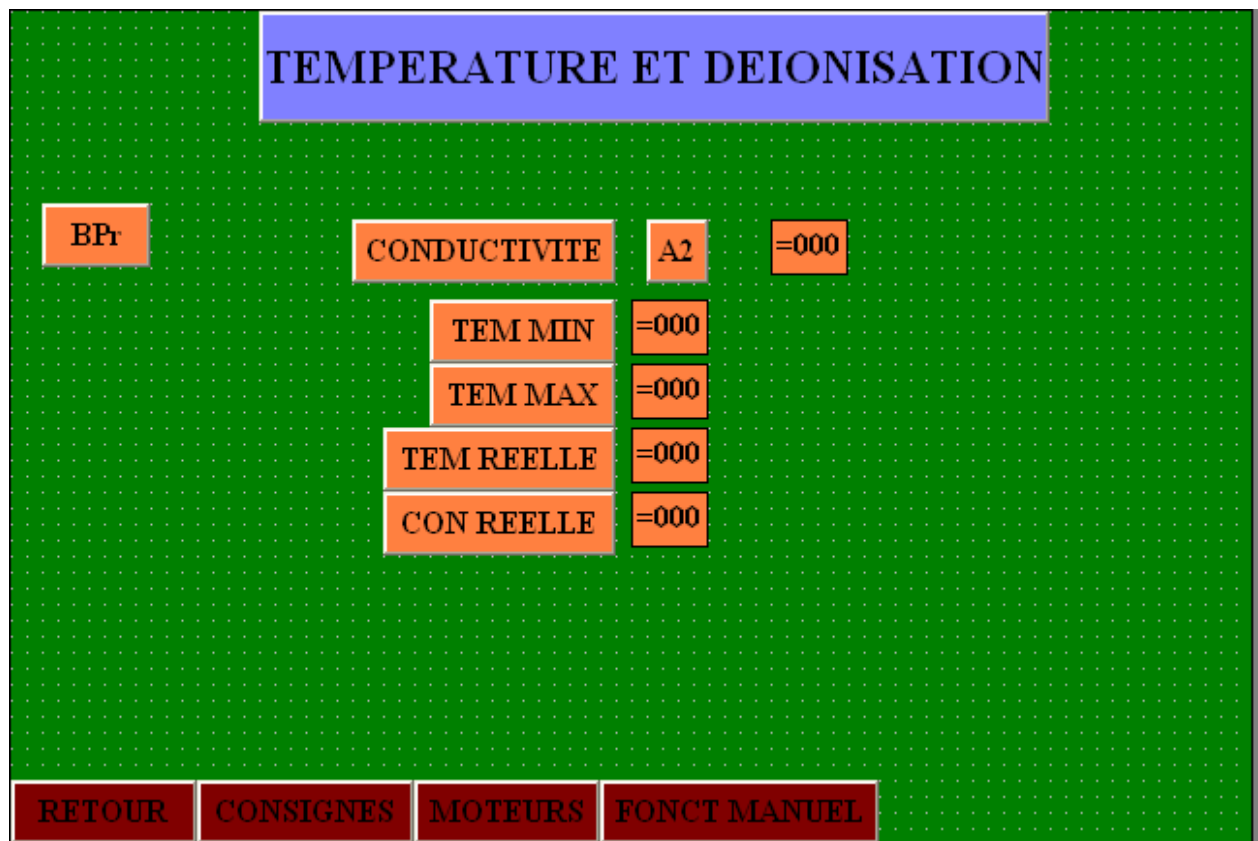 TEMPERATURE ET DEIONISATION
BPr
CONDUCTIVITE A2 =000
TEM MIN =000
TEM MAX =000
TEM REELLE =000
CON REELLE =000
RETOUR CONSIGNES MOTEURS FONCT MANUEL